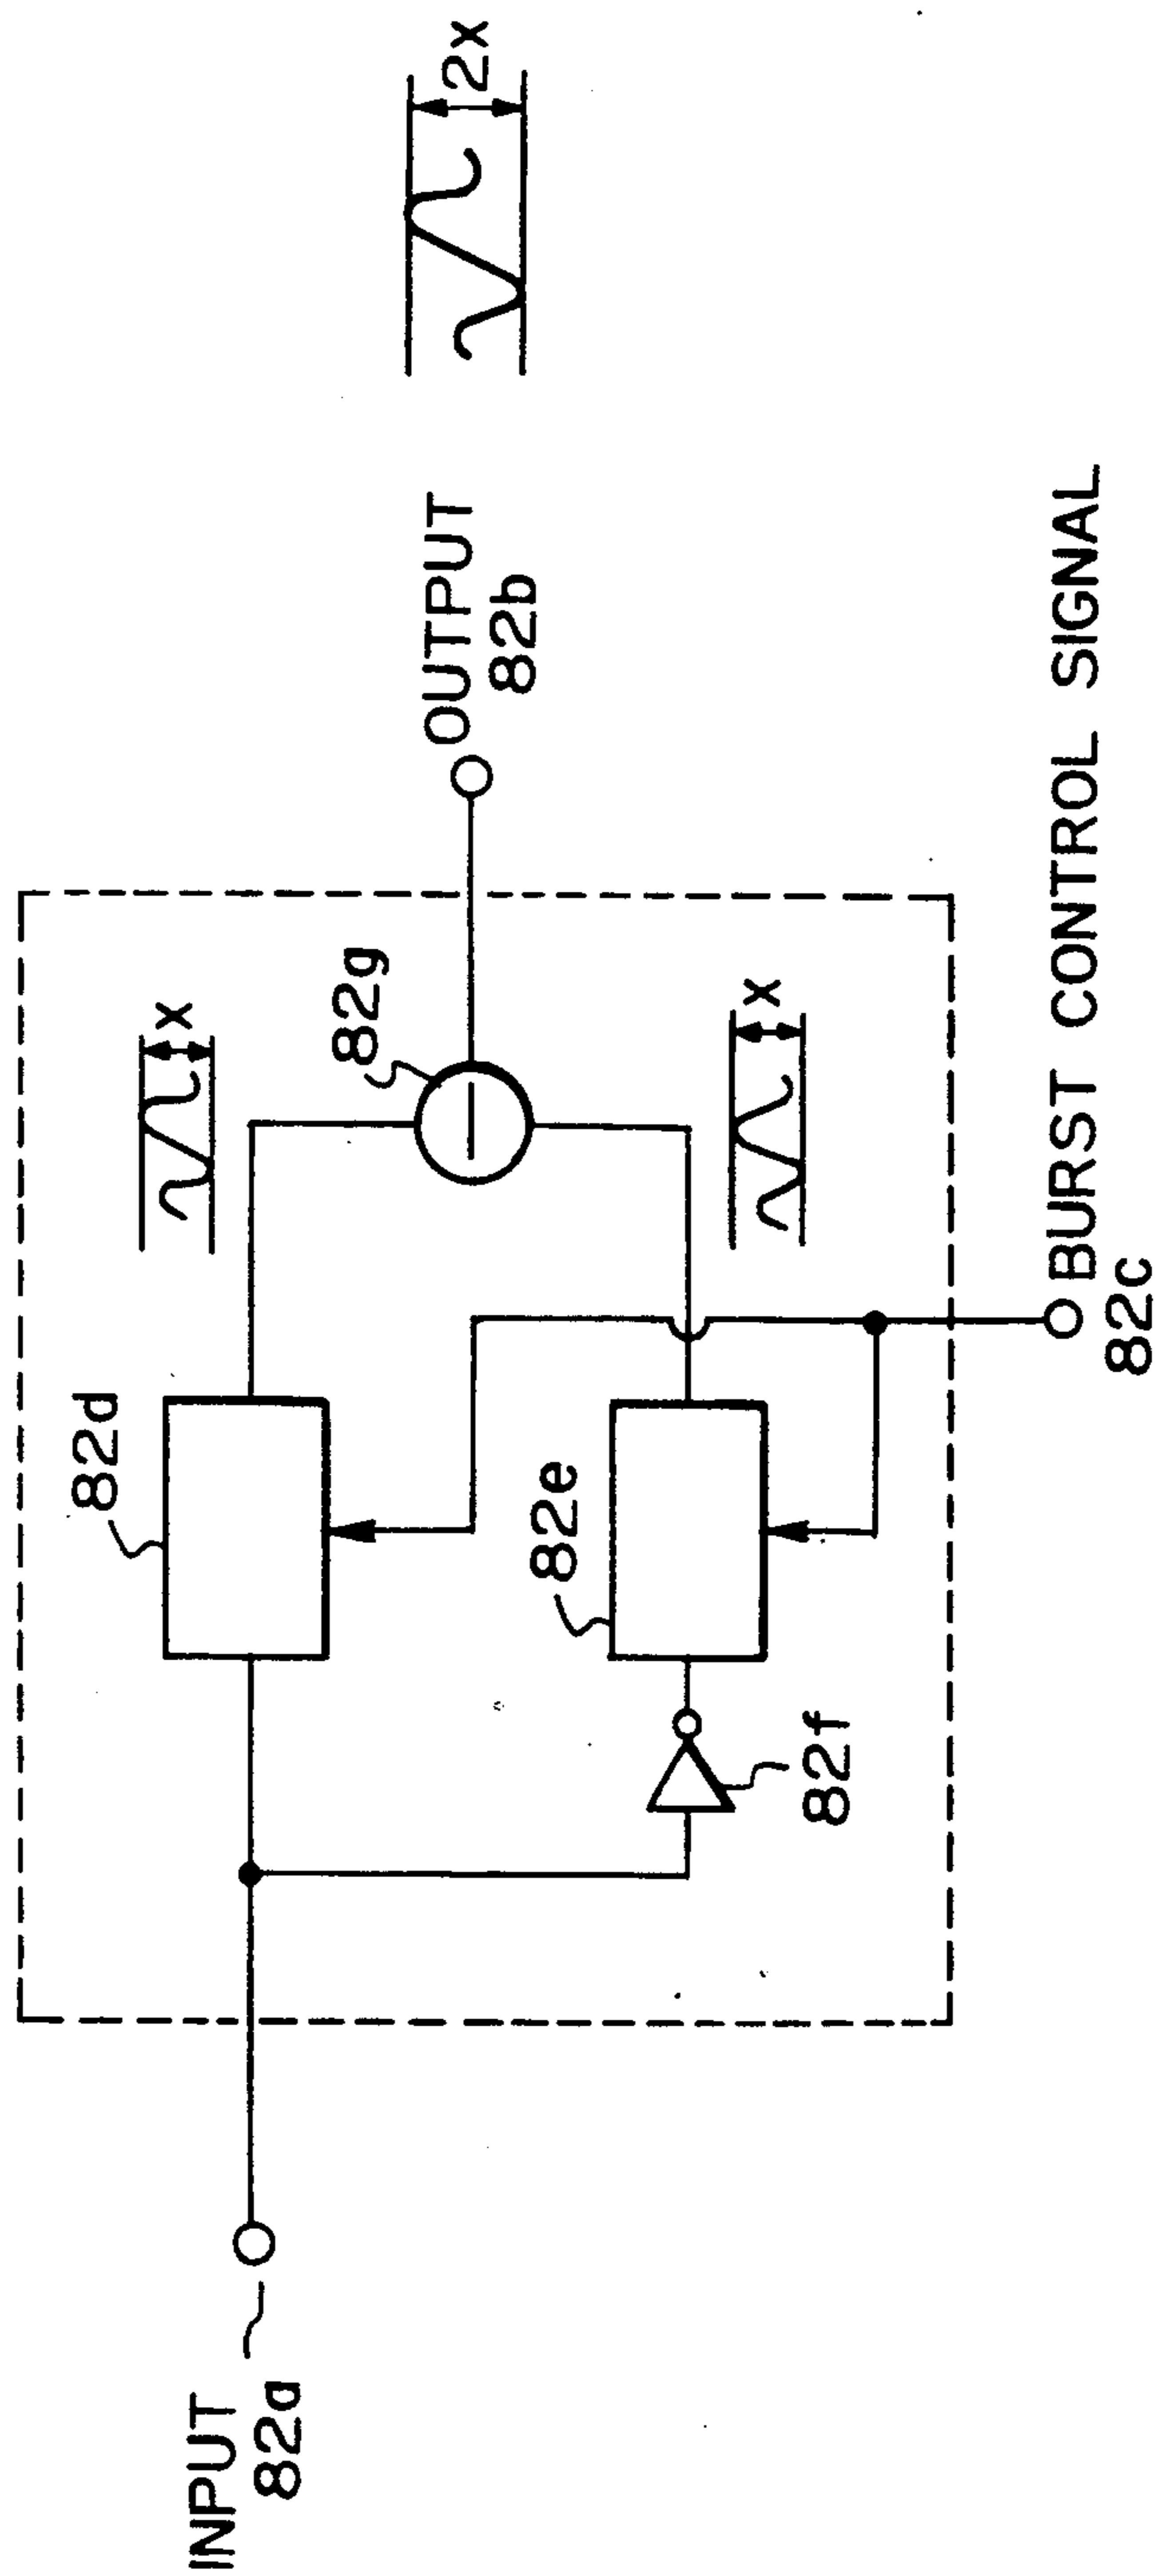 INPUT
82a
82d
82e
82f
X
82g
X
OUTPUT
82b
BURST CONTROL SIGNAL
82c
2X